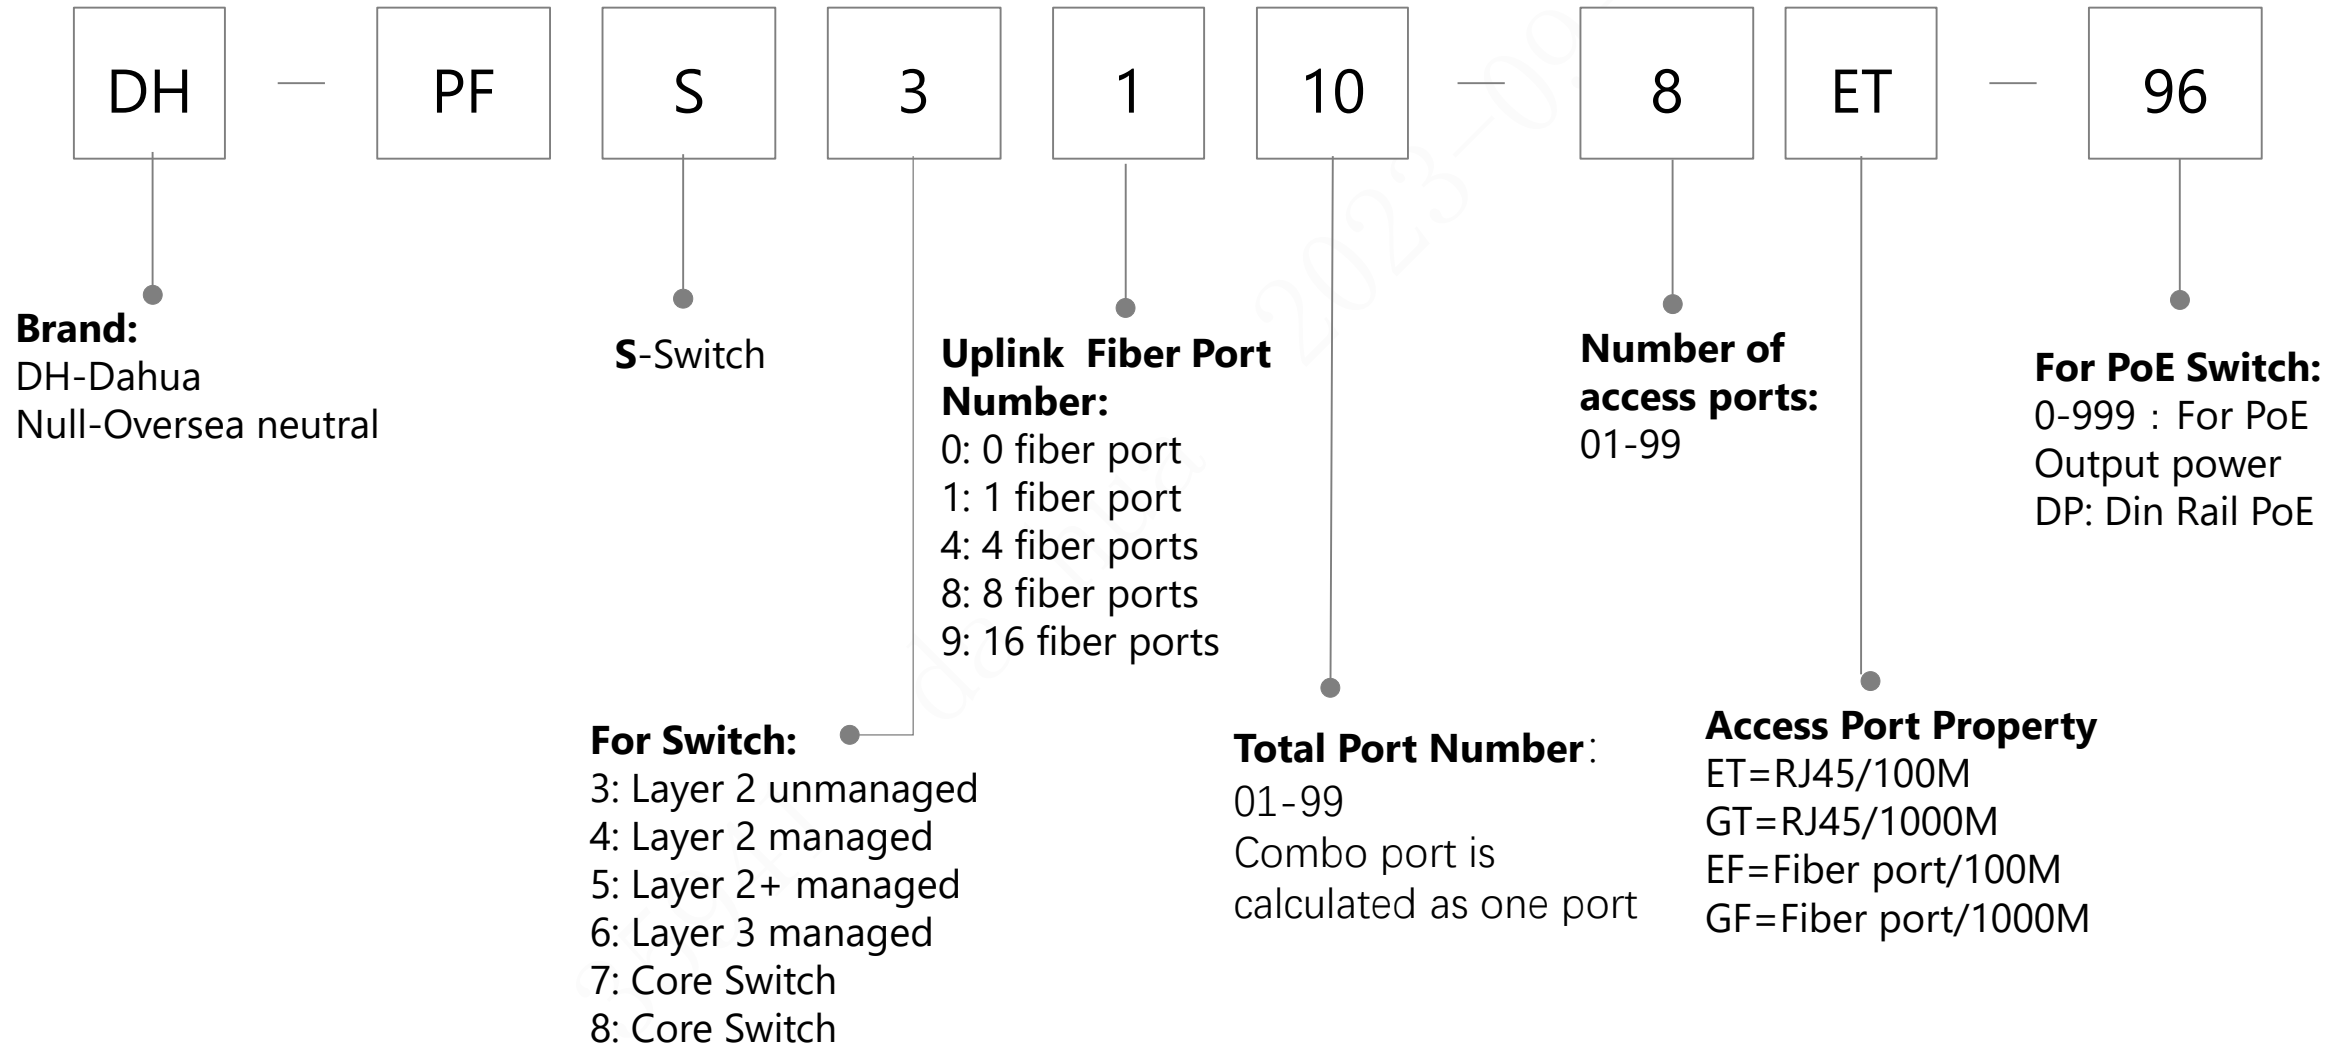 DH — PF S 3 1 10 — 8 ET — 96
Brand:
DH-Dahua
Null-Oversea neutral
S-Switch
Uplink Fiber Port
Number:
0: 0 fiber port
1: 1 fiber port
4: 4 fiber ports
8: 8 fiber ports
9: 16 fiber ports
Number of
access ports:
01-99
For PoE Switch:
0-999：For PoE
Output power
DP: Din Rail PoE
For Switch:
3: Layer 2 unmanaged
4: Layer 2 managed
5: Layer 2+ managed
6: Layer 3 managed
7: Core Switch
8: Core Switch
Total Port Number：
01-99
Combo port is
calculated as one port
Access Port Property
ET=RJ45/100M
GT=RJ45/1000M
EF=Fiber port/100M
GF=Fiber port/1000M